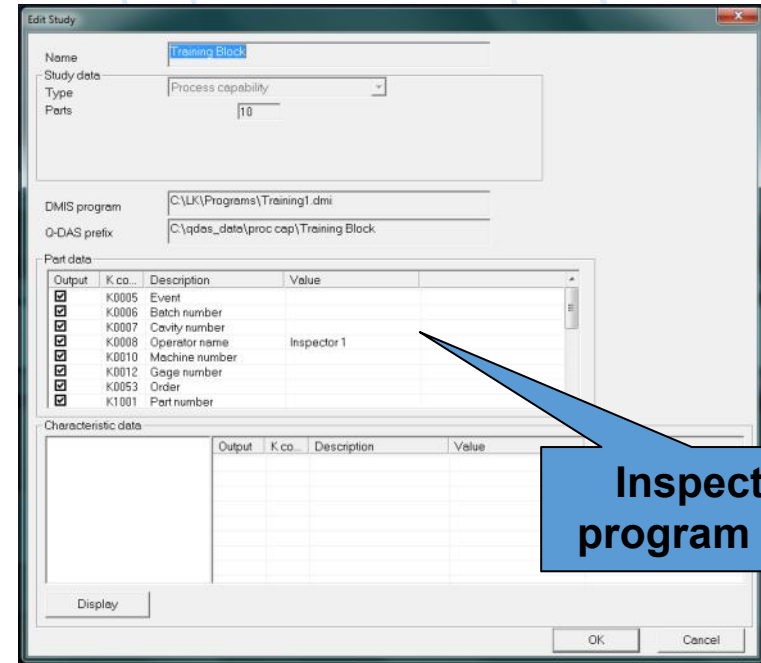 Edit Study
Name Training Block
Study data
Type Process capability
Parts 10
DMIS program C:\LK\Programs\Training1.dmi
Q-DAS prefix C:\qdas_data\proc cap\Training Block
Part data
Output K co... Description Value
K0005 Event
K0006 Batch number
K0007 Cavity number
K0008 Operator name Inspector 1
K0010 Machine number
K0012 Gage number
K0053 Order
K1001 Part number
Characteristic data
Output K co... Description Value
Inspect
program
Display
OK Cancel